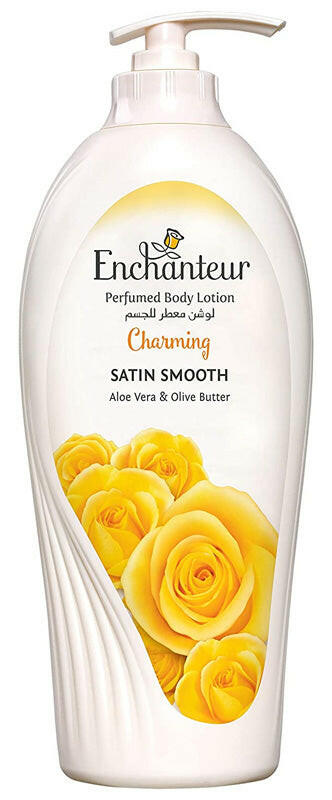 Enchanteur
Perfumed Body Lotion
لوشن معطر للجسم
Charming
SATIN SMOOTH
Aloe Vera & Olive Butter